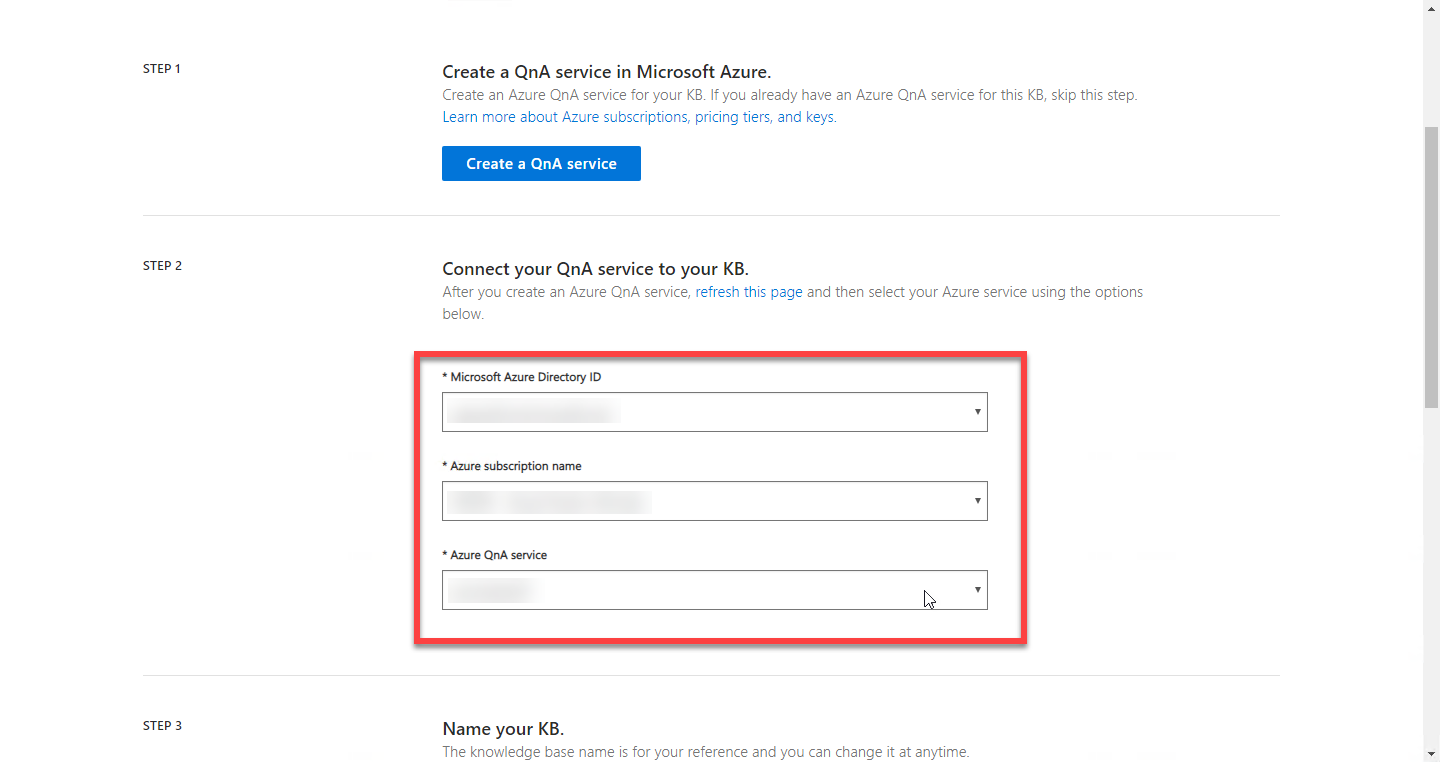 STEP 1
Create a QnA service in Microsoft Azure.
Create an Azure QnA service for your KB. If you already have an Azure QnA service for this KB, skip this step.
Learn more about Azure subscriptions, pricing tiers, and keys.
Create a QnA service
STEP 2
Connect your QnA service to your KB.
After you create an Azure QnA service, refresh this page and then select your Azure service using the options
below.
* Microsoft Azure Directory ID
* Azure subscription name
* Azure QnA service
STEP 3
Name your KB.
The knowledge base name is for your reference and you can change it at anytime.